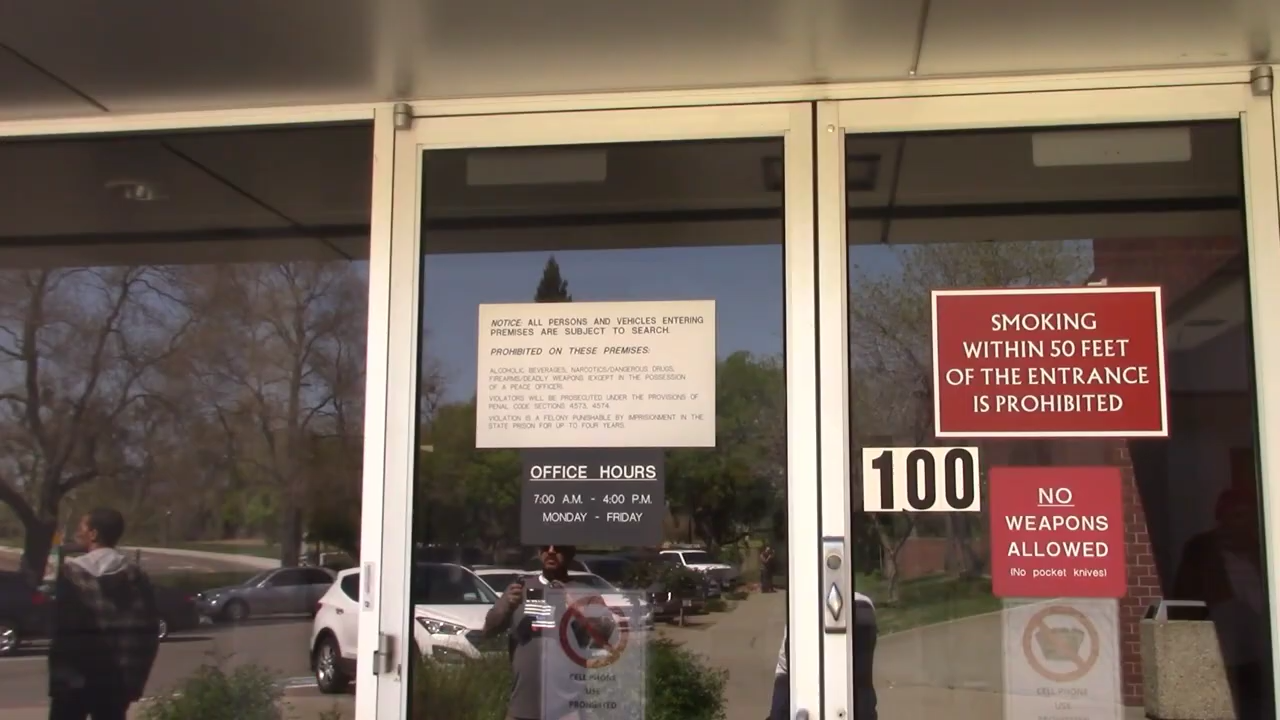 NOTICE: ALL PERSONS AND VEHICLES ENTERING
PREMISES ARE SUBJECT TO SEARCH.
PROHIBITED ON THESE PREMISES:
ALCOHOLIC BEVERAGES, NARCOTICS/DANGEROUS DRUGS,
FIREARMS/DEADLY WEAPONS (EXCEPT IN THE POSSESSION
OF A PEACE OFFICER).
VIOLATORS WILL BE PROSECUTED UNDER THE PROVISIONS OF
PENAL CODE SECTIONS 4573, 4574.
VIOLATION IS A FELONY PUNISHABLE BY IMPRISONMENT IN THE
STATE PRISON FOR UP TO FOUR YEARS.
OFFICE HOURS
7:00 A.M. - 4:00 P.M.
MONDAY - FRIDAY
CELL PHONE
USE
PROHIBITED
SMOKING
WITHIN 50 FEET
OF THE ENTRANCE
IS PROHIBITED
100
NO
WEAPONS
ALLOWED
(No pocket knives)
CELL PHONE
USE
PROHIBITED